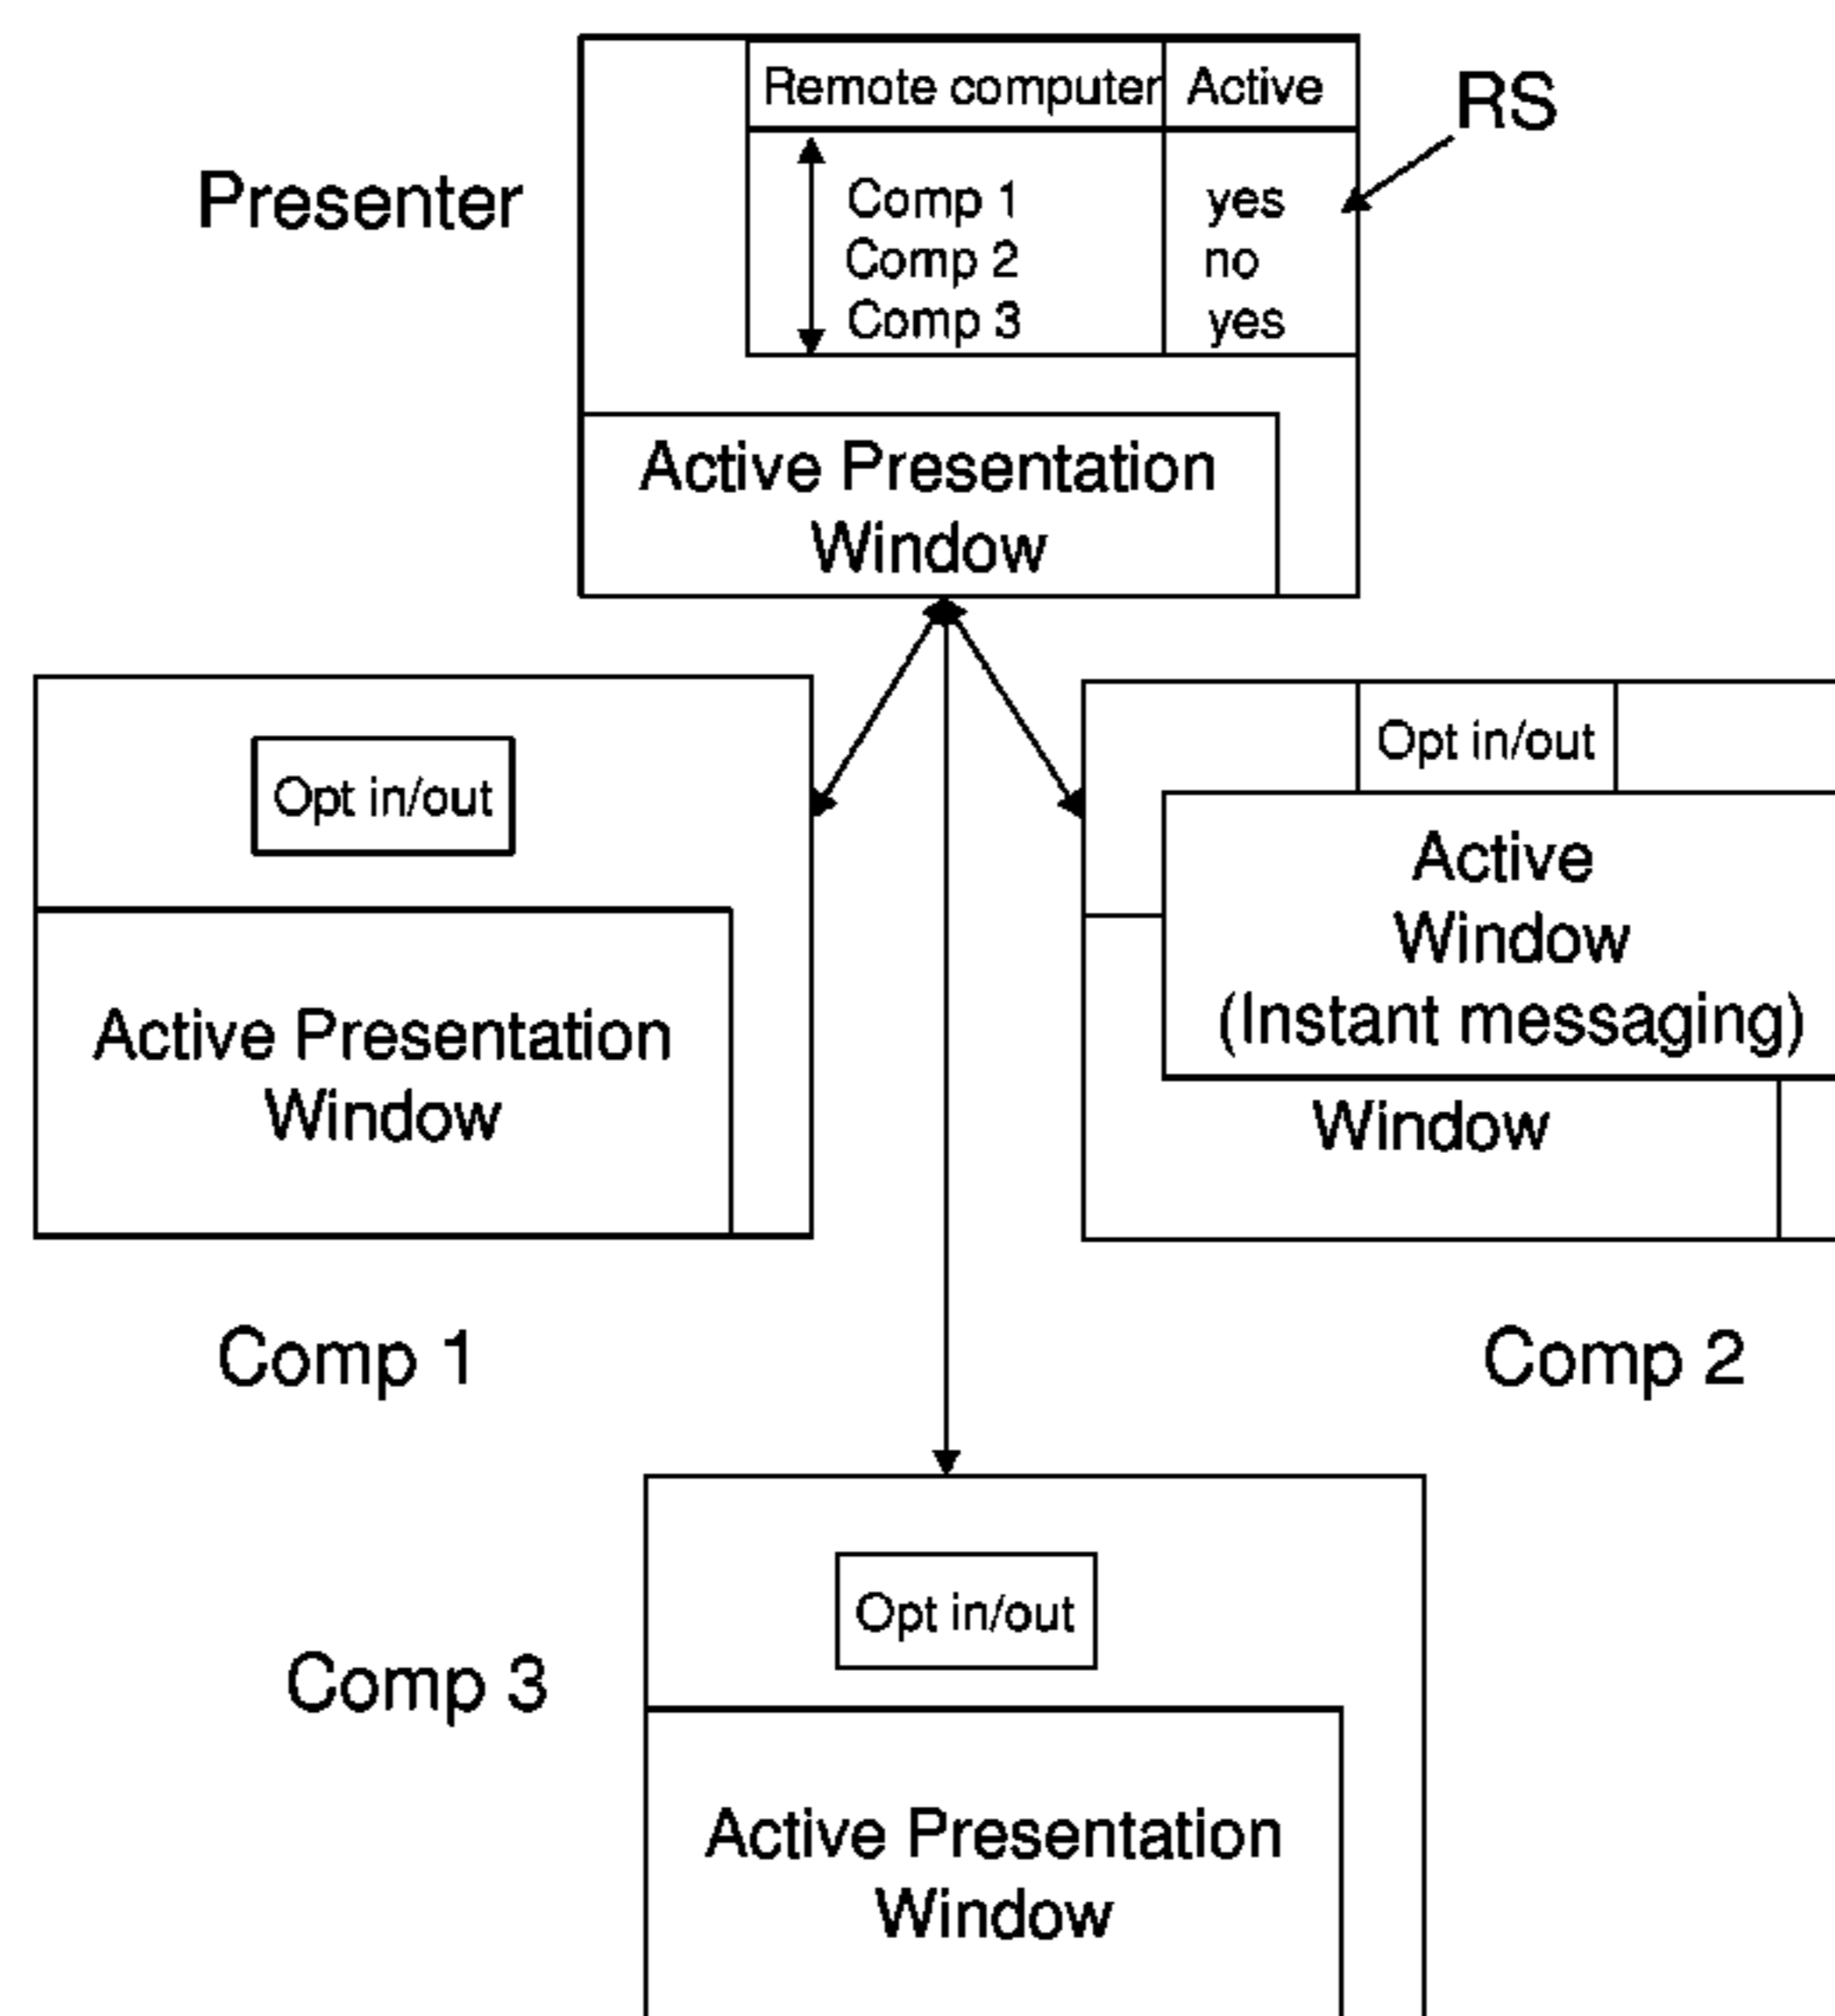 Remote computer Active
RS
Presenter
Comp 1 yes
Comp 2 no
Comp 3 yes
Active Presentation
Window
Opt in/out
Active Presentation
Window
Comp 1
Opt in/out
Active
Window
(Instant messaging)
Window
Comp 2
Comp 3
Opt in/out
Active Presentation
Window